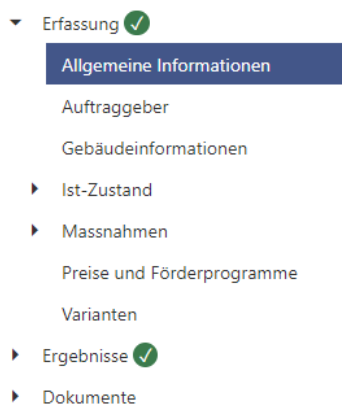 Erfassung
Allgemeine Informationen
Auftraggeber
Gebäudeinformationen
Ist-Zustand
Massnahmen
Preise und Förderprogramme
Varianten
Ergebnisse
Dokumente